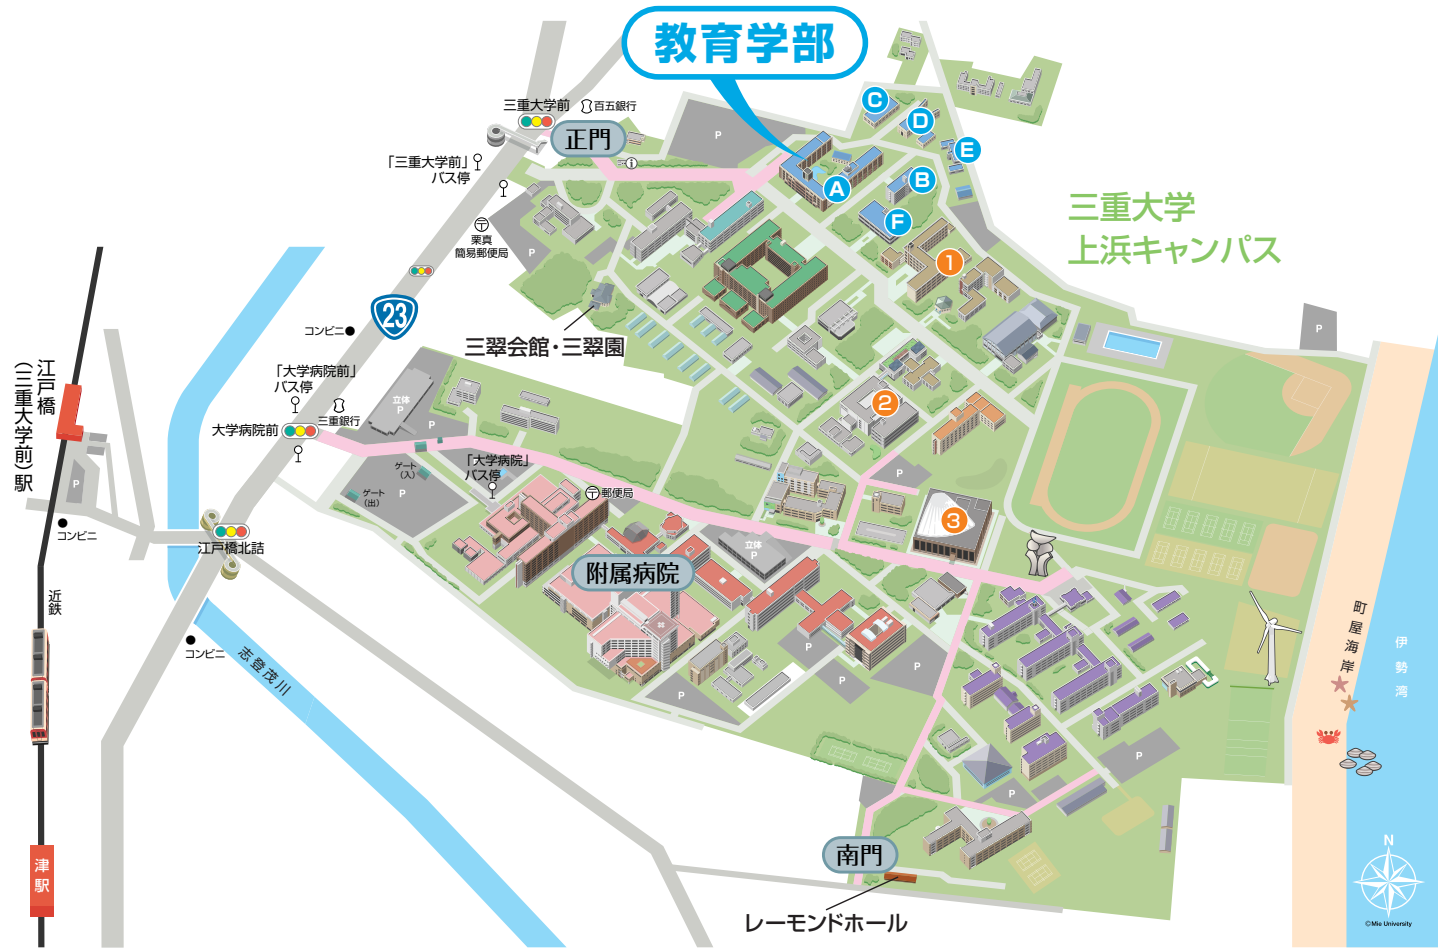 教育学部
三重大学前
百五銀行
正門
「三重大学前」
バス停
i
C
D
E
B
A
F
P
三重大学
上浜キャンパス
〒
栗真
簡易郵便局
P
1
23
コンビニ
三翠会館・三翠園
P
江戸橋
(三重大学前)駅
「大学病院前」
バス停
三重銀行
大学病院前
立体
P
P
2
ゲート
(入)
「大学病院」
バス停
ゲート
(出)
P
P
〒郵便局
P
3
コンビニ
江戸橋北詰
立体
P
附属病院
近鉄
コンビニ
志登茂川
町屋海岸
伊勢湾
P
P
P
P
P
P
津駅
南門
レーモンドホール
N
©Mie University